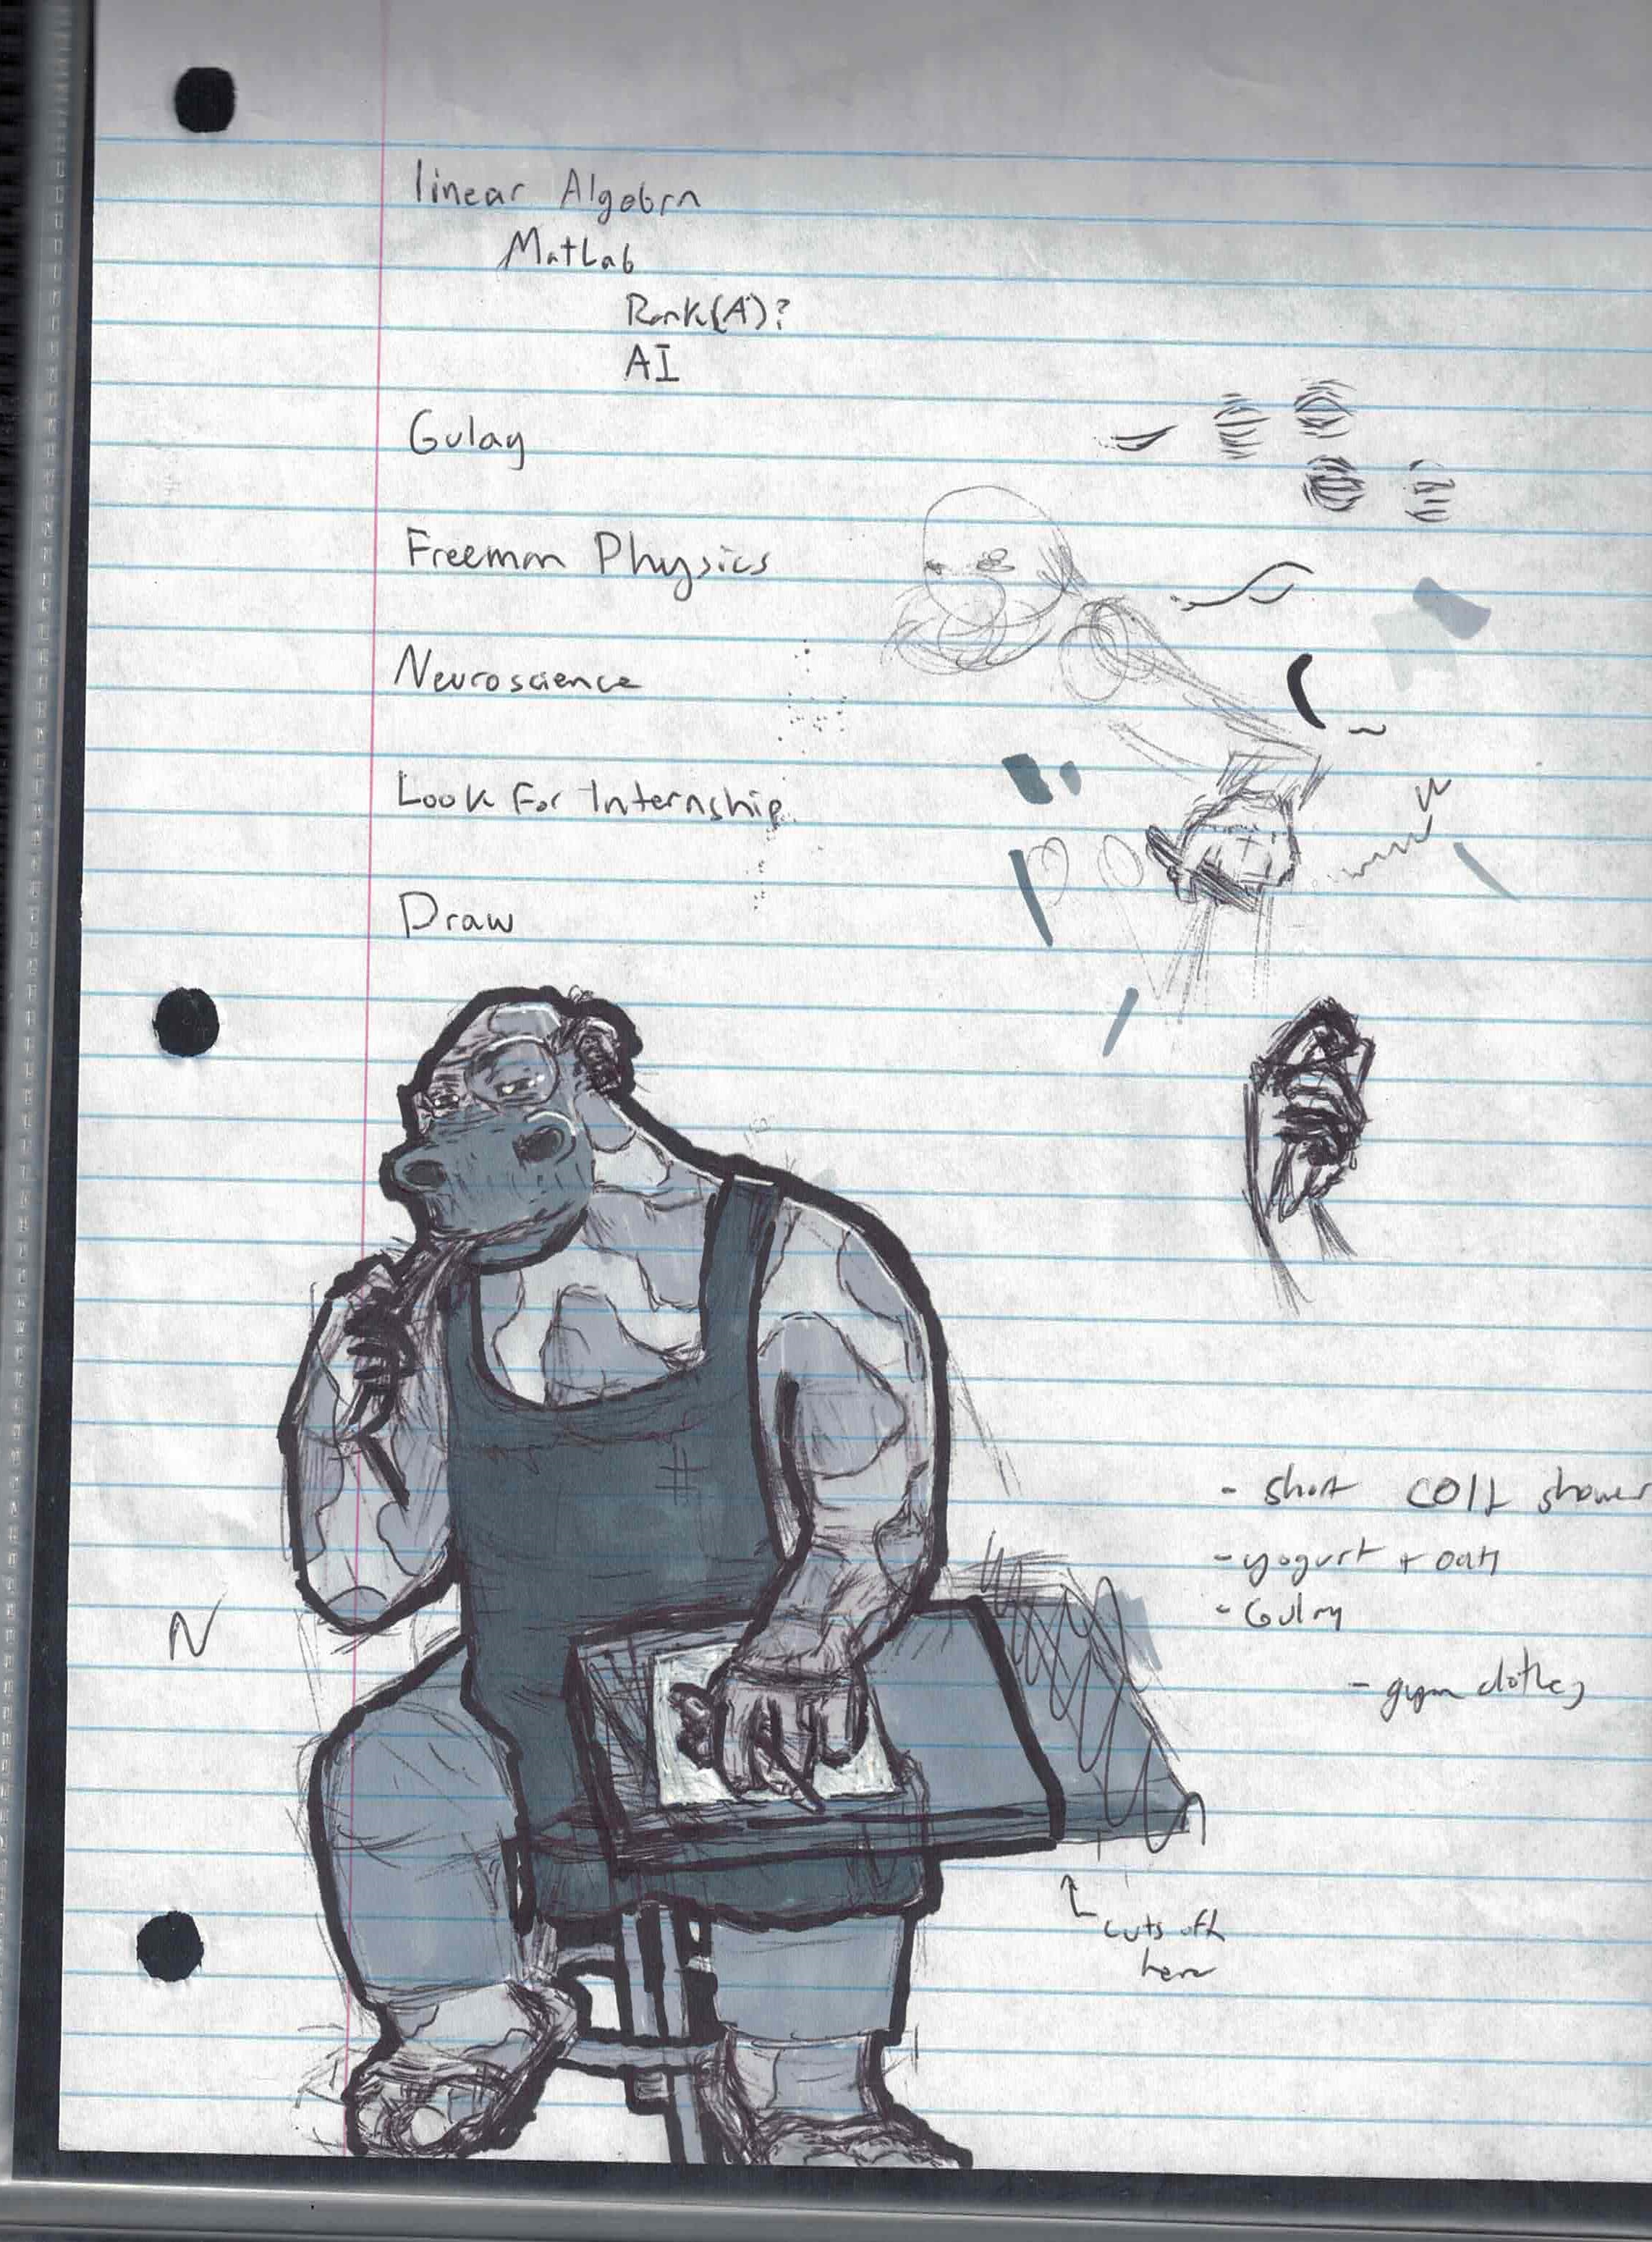 linear Algebra
MatLab
Rank(A)?
AI
Gulay
Freeman Physics
Neuroscience
Look For Internship
Draw
- short cold shower
- yogurt + oats
- Gulay
- gym clothes
N
cuts off
here